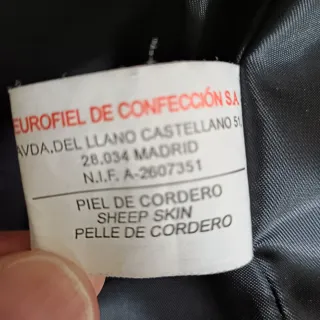 EUROFIEL DE CONFECCIÓN S.A
AVDA. DEL LLANO CASTELLANO 51
28.034 MADRID
N.I.F. A-2607351
PIEL DE CORDERO
SHEEP SKIN
PELLE DE CORDERO